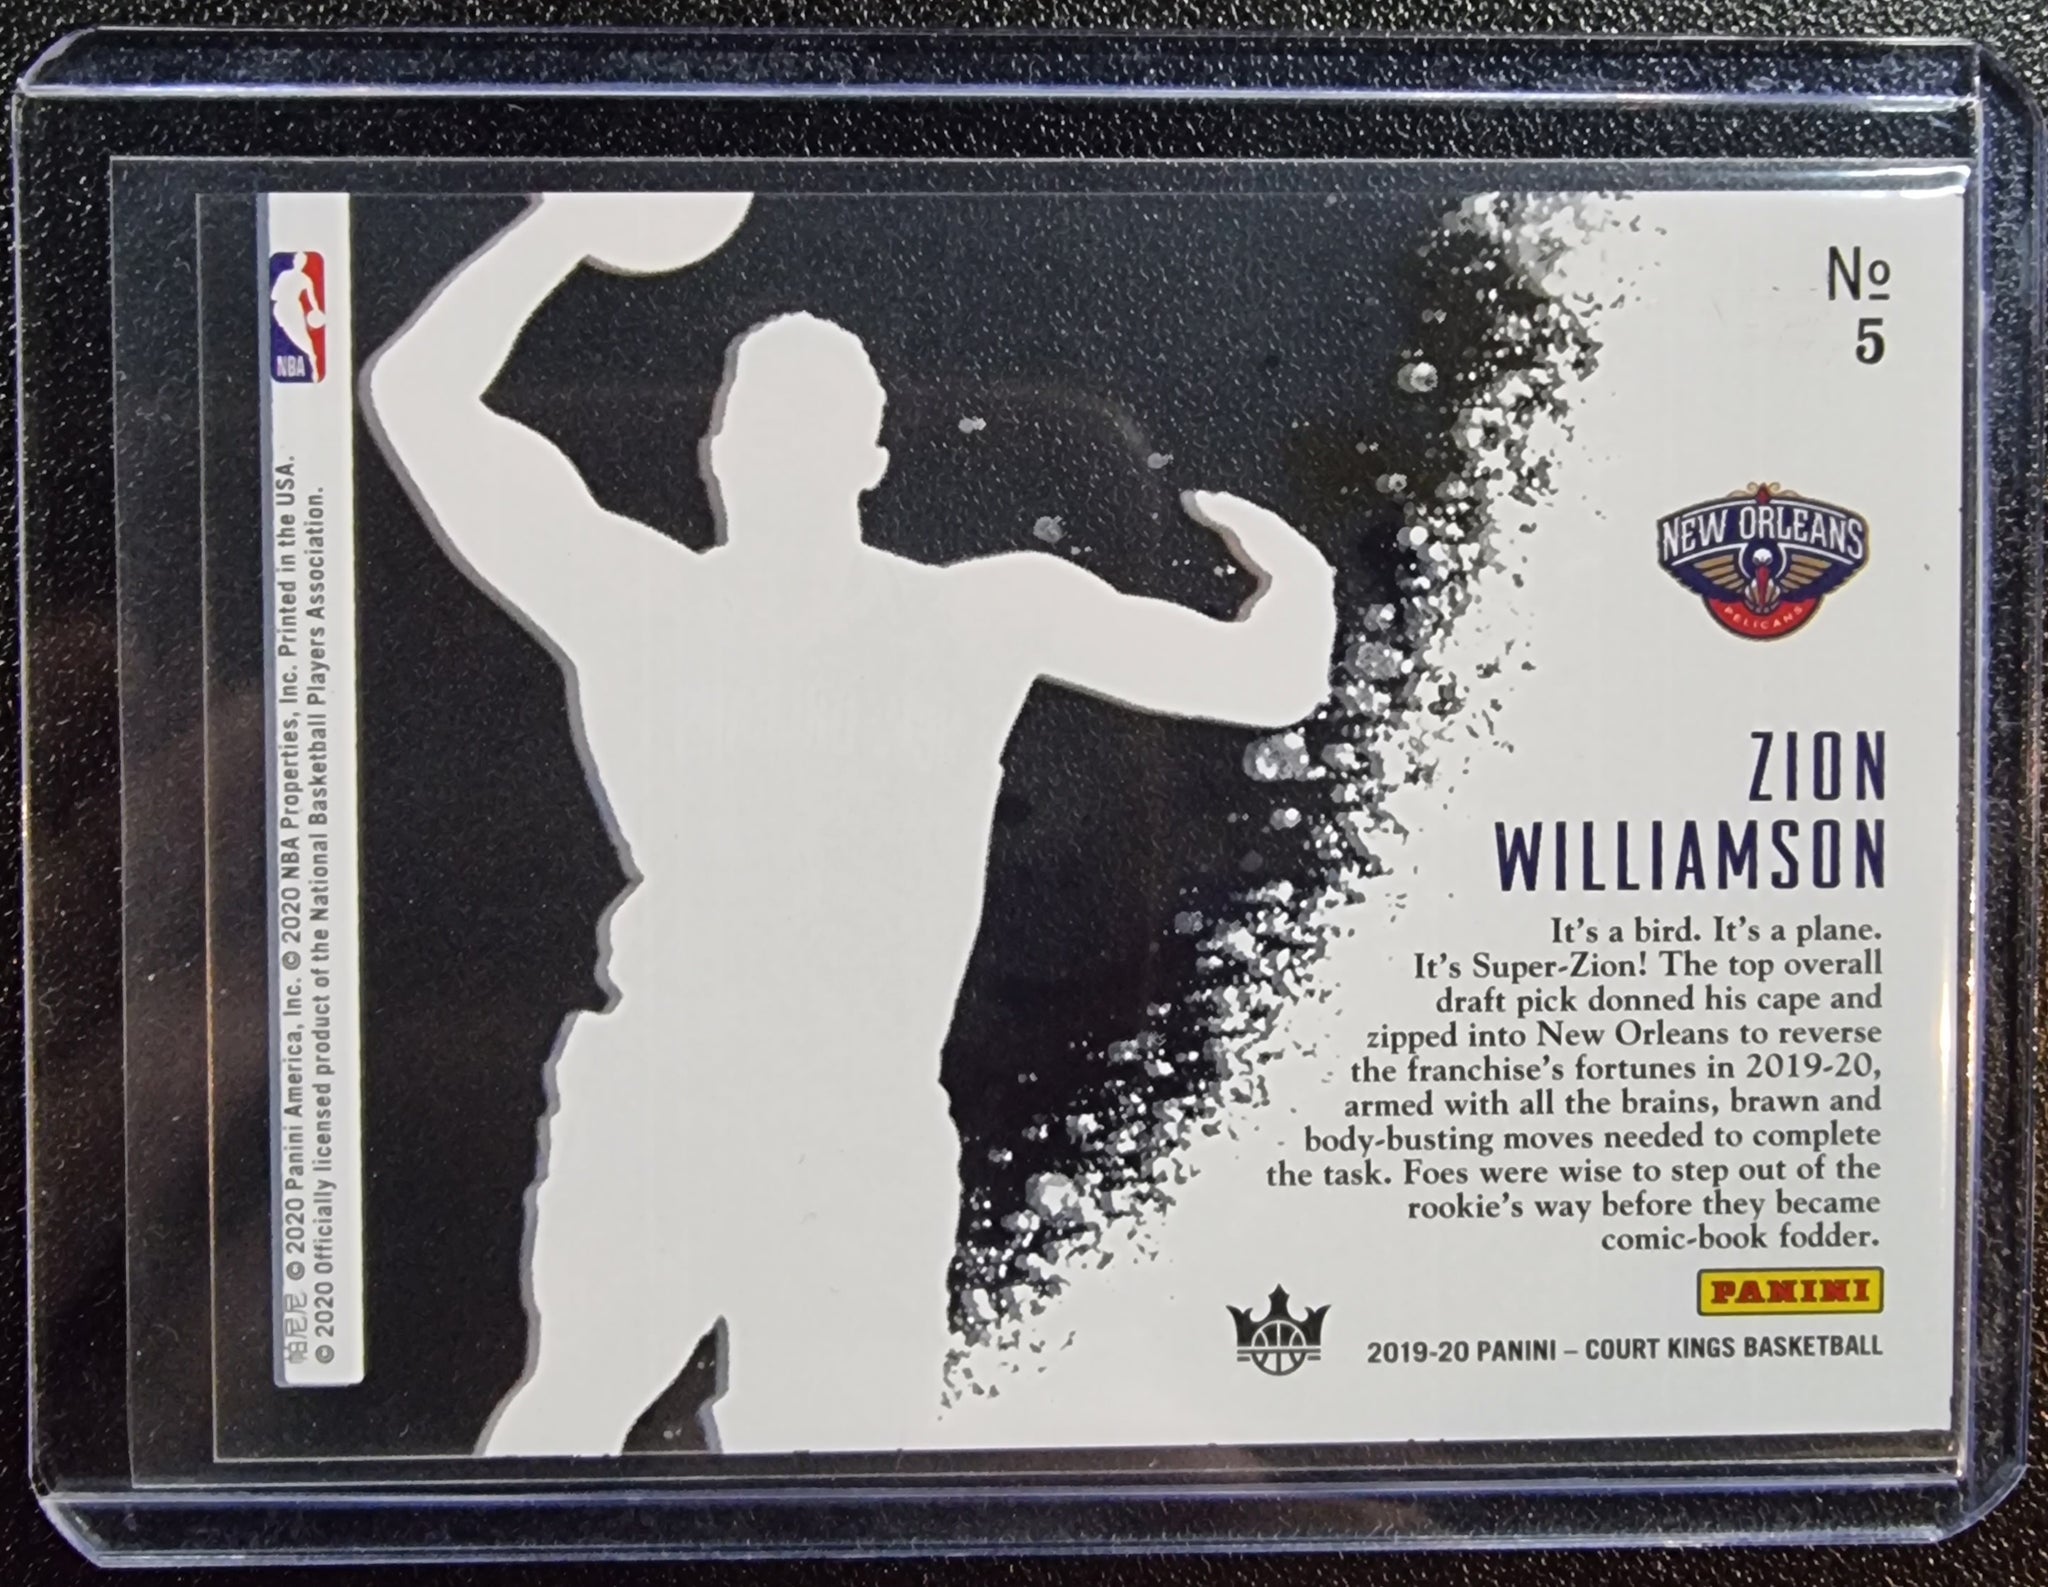 No
5
NEW ORLEANS
PELICANS
ZION
WILLIAMSON
It's a bird. It's a plane.
It's Super-Zion! The top overall
draft pick donned his cape and
zipped into New Orleans to reverse
the franchise's fortunes in 2019-20,
armed with all the brains, brawn and
body-busting moves needed to complete
the task. Foes were wise to step out of the
rookie's way before they became
comic-book fodder.
PANINI
2019-20 PANINI – COURT KINGS BASKETBALL
NBA
帕尼尼 © 2020 Panini America, Inc. © 2020 NBA Properties, Inc. Printed in the USA.
© 2020 Officially licensed product of the National Basketball Players Association.